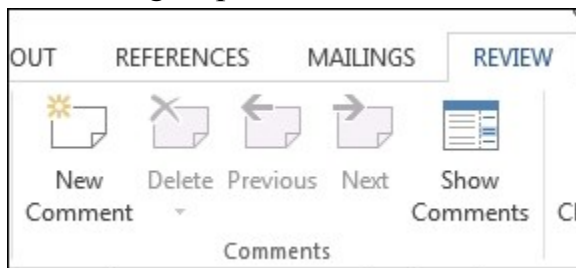 OUT REFERENCES MAILINGS REVIEW
New Delete Previous Next Show
Comment Comments
Comments